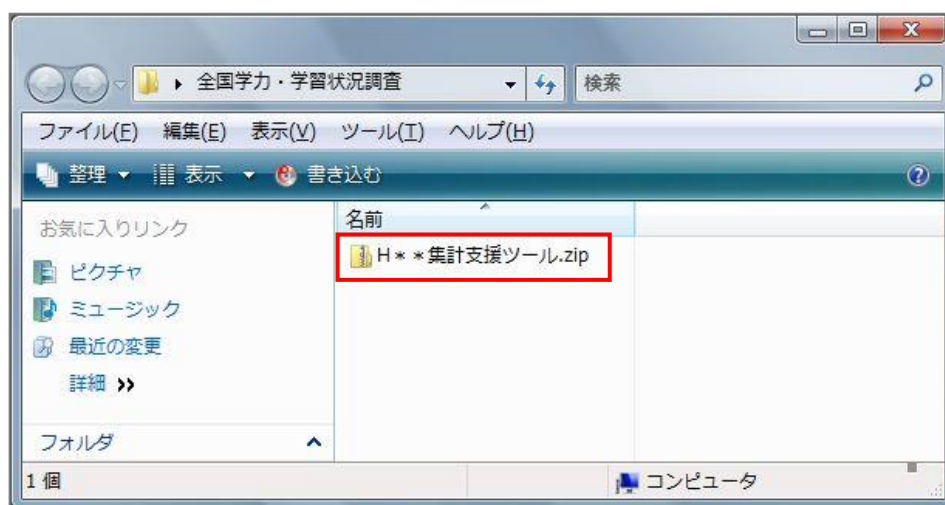 全国学力・学習状況調査
検索
ファイル(F) 編集(E) 表示(V) ツール(T) ヘルプ(H)
整理 表示 書き込む
お気に入りリンク
ピクチャ
ミュージック
最近の変更
詳細 >>
フォルダ
名前
H＊＊集計支援ツール.zip
1 個
コンピュータ